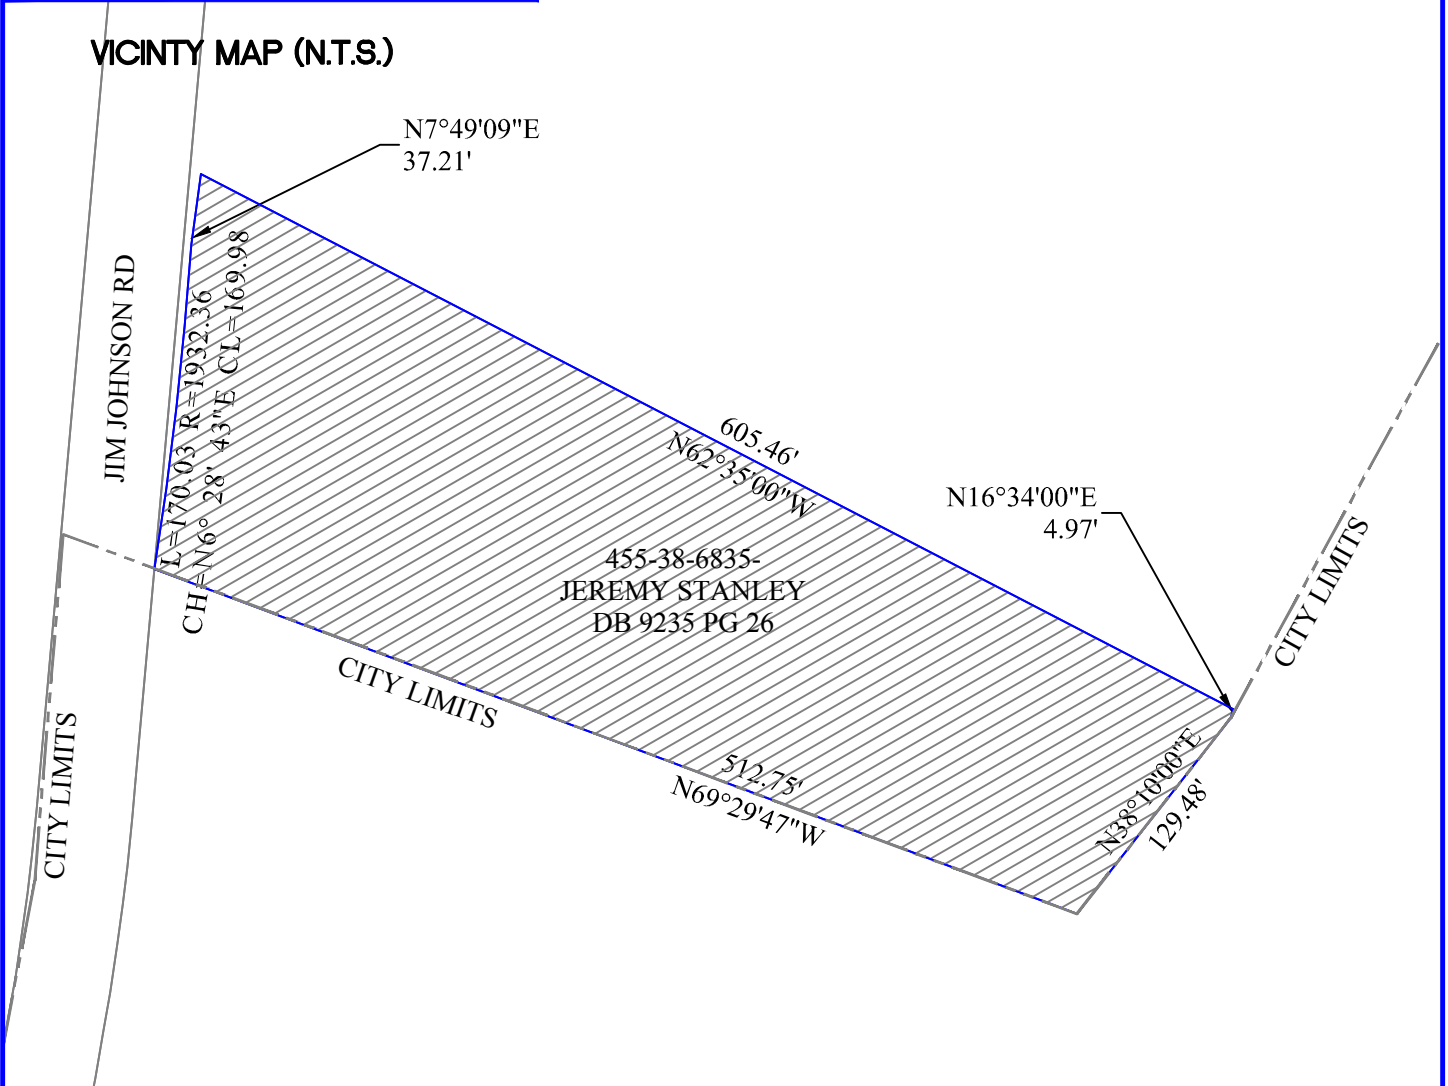 VICINTY MAP (N.T.S.)
N7°49'09"E
37.21'
JIM JOHNSON RD
L=170.03 R=1932.36
CH=N6° 28' 43"E CL=169.98
605.46'
N62°35'00"W
N16°34'00"E
4.97'
455-38-6835-
JEREMY STANLEY
DB 9235 PG 26
CITY LIMITS
CITY LIMITS
512.75'
N69°29'47"W
N38°10'00"E
129.48'
CITY LIMITS